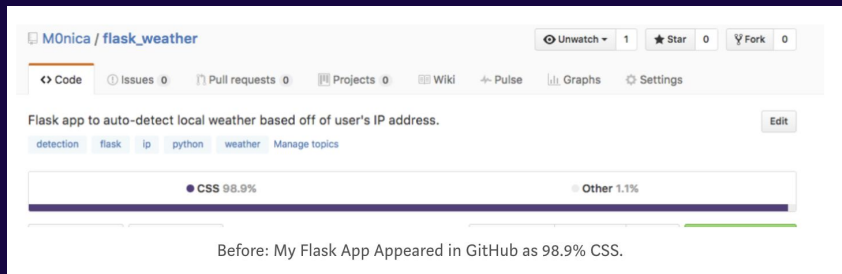 M0nica / flask_weather Unwatch 1 Star 0 Fork 0
Code Issues 0 Pull requests 0 Projects 0 Wiki Pulse Graphs Settings
Flask app to auto-detect local weather based off of user's IP address. Edit
detection flask ip python weather Manage topics
CSS 98.9% Other 1.1%
Before: My Flask App Appeared in GitHub as 98.9% CSS.